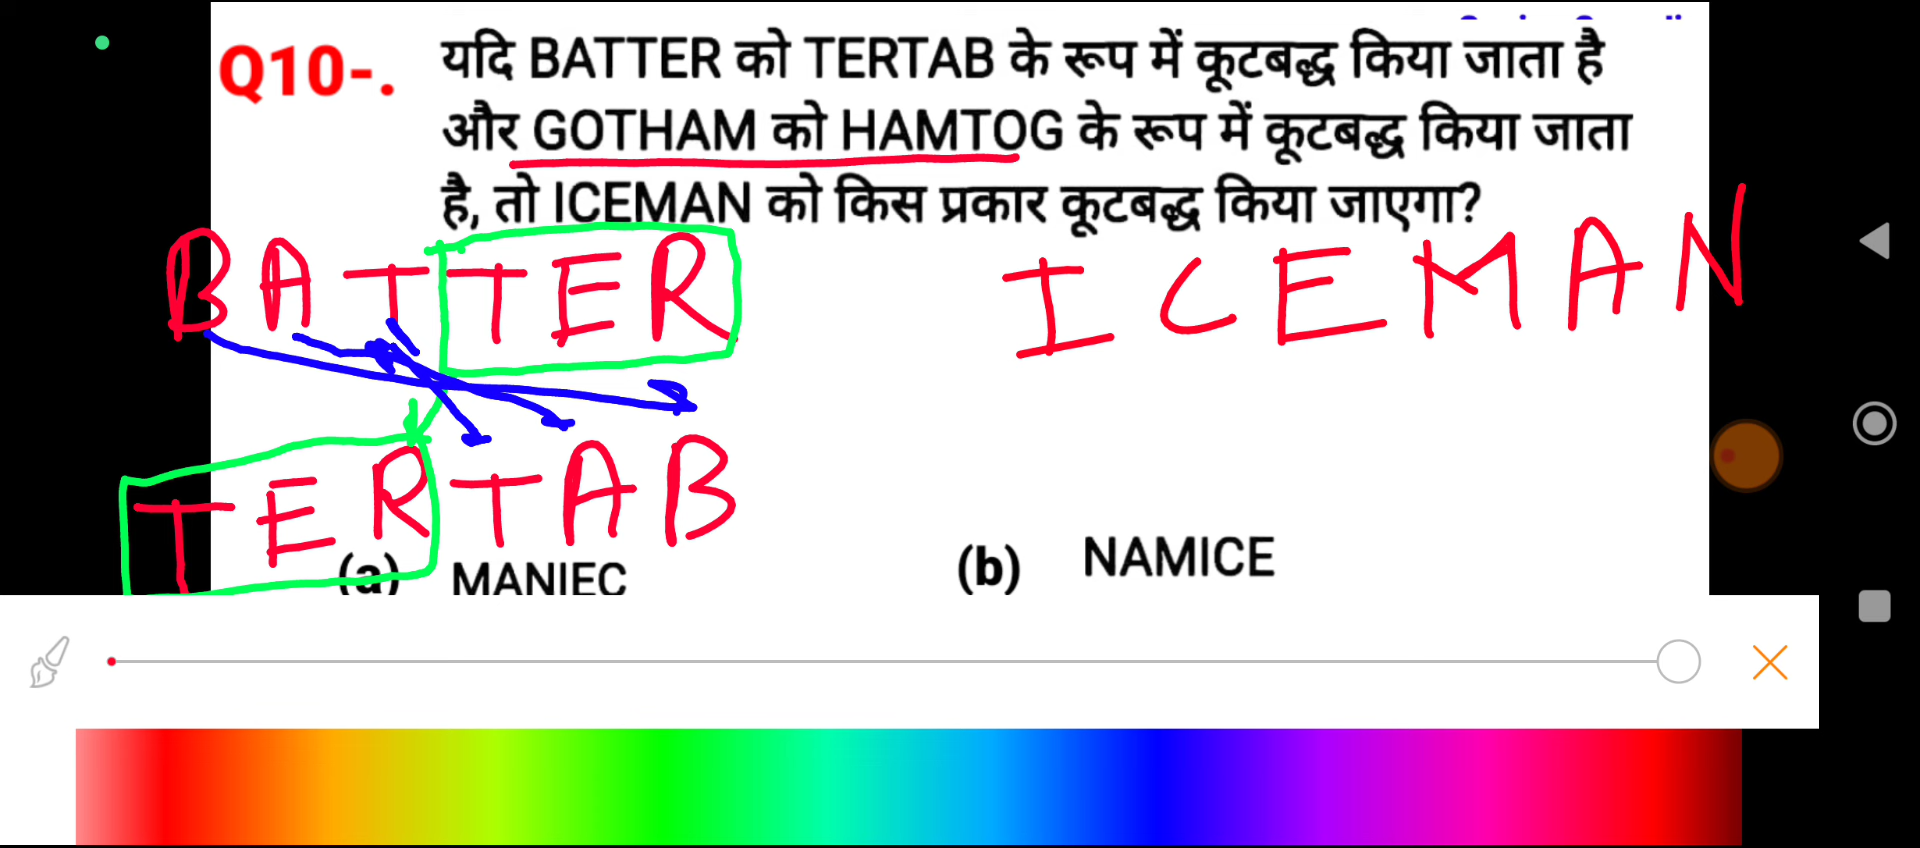 Q10-. यदि BATTER को TERTAB के रूप में कूटबद्ध किया जाता है
और GOTHAM को HAMTOG के रूप में कूटबद्ध किया जाता
है, तो ICEMAN को किस प्रकार कूटबद्ध किया जाएगा?
BATTER ICEMAN
TERTAB
(a) MANIEC (b) NAMICE